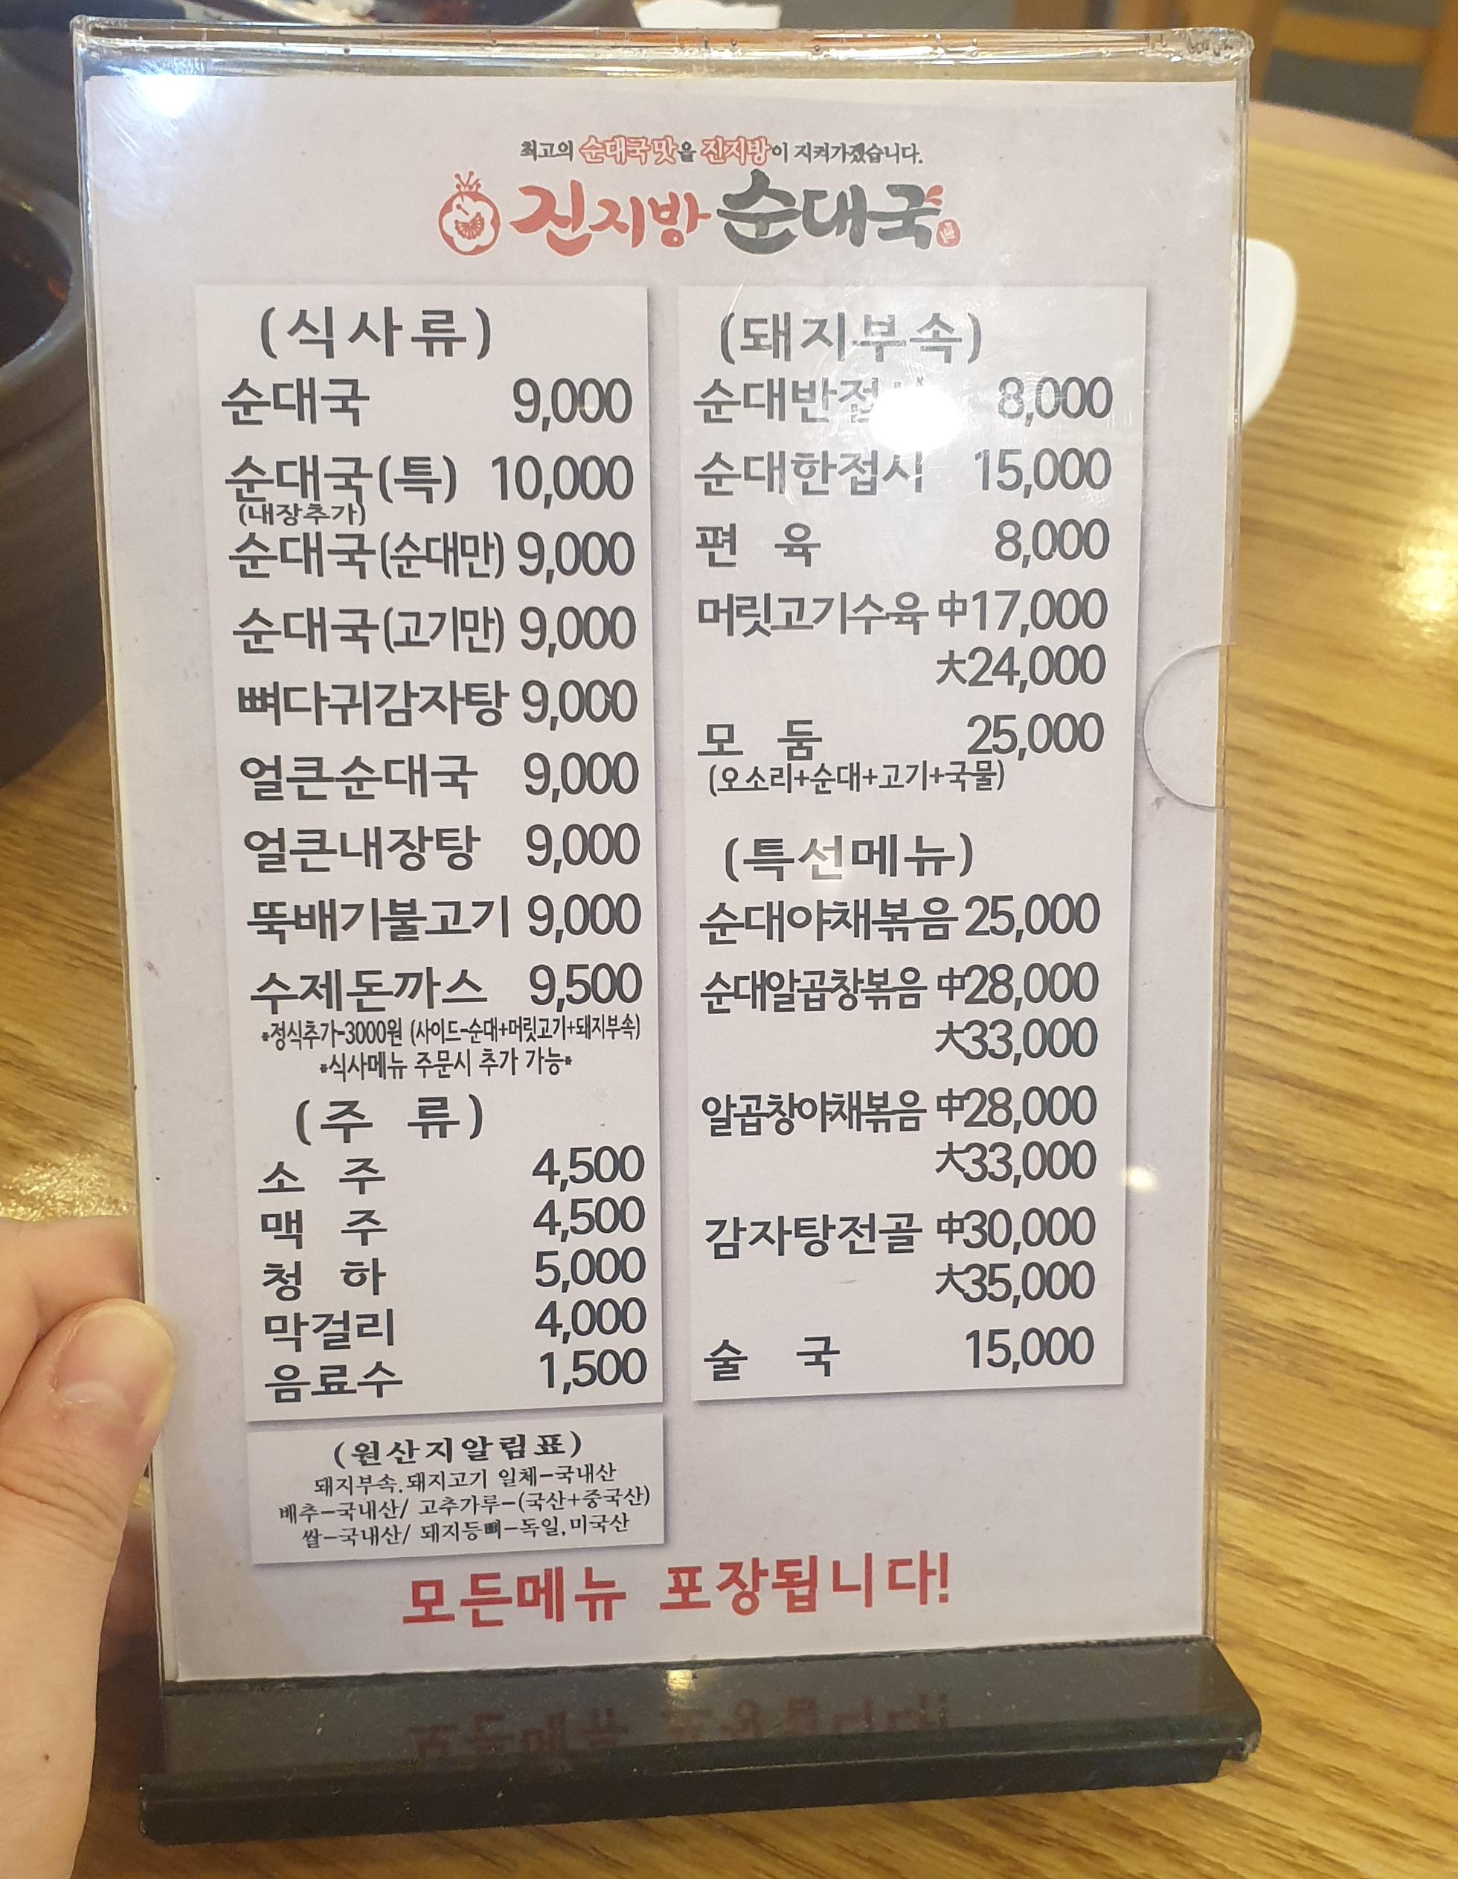 최고의 순대국 맛을 진지방이 지켜가겠습니다.
진지방 순대국
(식사류)
순대국 9,000
순대국(특) 10,000
(내장추가)
순대국(순대만) 9,000
순대국(고기만) 9,000
뼈다귀감자탕 9,000
얼큰순대국 9,000
얼큰내장탕 9,000
뚝배기불고기 9,000
수제돈까스 9,500
*정식추가-3000원 (사이드-순대+머릿고기+돼지부속)
*식사메뉴 주문시 추가 가능*
(주 류)
소 주 4,500
맥 주 4,500
청 하 5,000
막걸리 4,000
음료수 1,500
(원산지알림표)
돼지부속.돼지고기 일체-국내산
배추-국내산/ 고추가루-(국산+중국산)
쌀-국내산/ 돼지등뼈-독일,미국산
(돼지부속)
순대반접시 8,000
순대한접시 15,000
편 육 8,000
머릿고기수육 中17,000
大24,000
모 둠 25,000
(오소리+순대+고기+국물)
(특선메뉴)
순대야채볶음 25,000
순대알곱창볶음 中28,000
大33,000
알곱창야채볶음 中28,000
大33,000
감자탕전골 中30,000
大35,000
술 국 15,000
모든메뉴 포장됩니다!